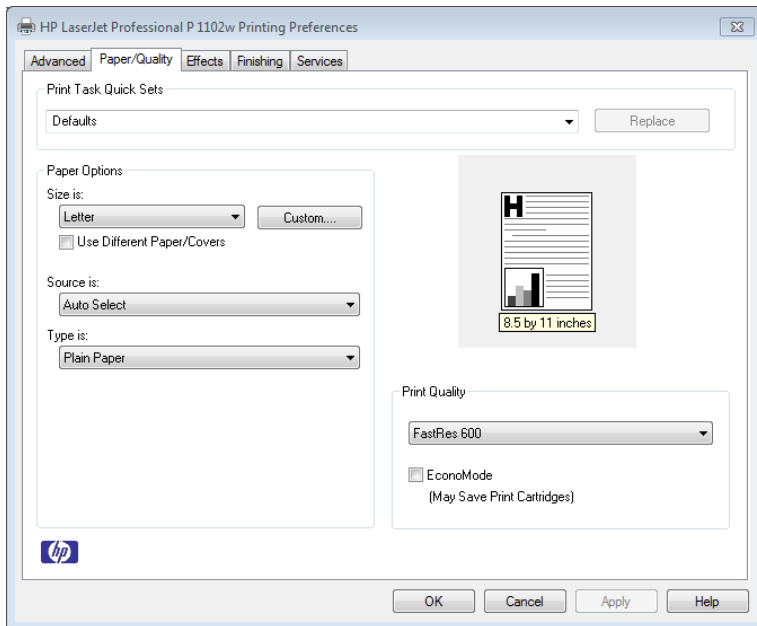 HP LaserJet Professional P 1102w Printing Preferences
Advanced Paper/Quality Effects Finishing Services
Print Task Quick Sets
Defaults Replace
Paper Options
Size is:
Letter Custom....
Use Different Paper/Covers
Source is:
Auto Select
Type is:
Plain Paper
H
8.5 by 11 inches
Print Quality
FastRes 600
EconoMode
(May Save Print Cartridges)
hp
OK Cancel Apply Help